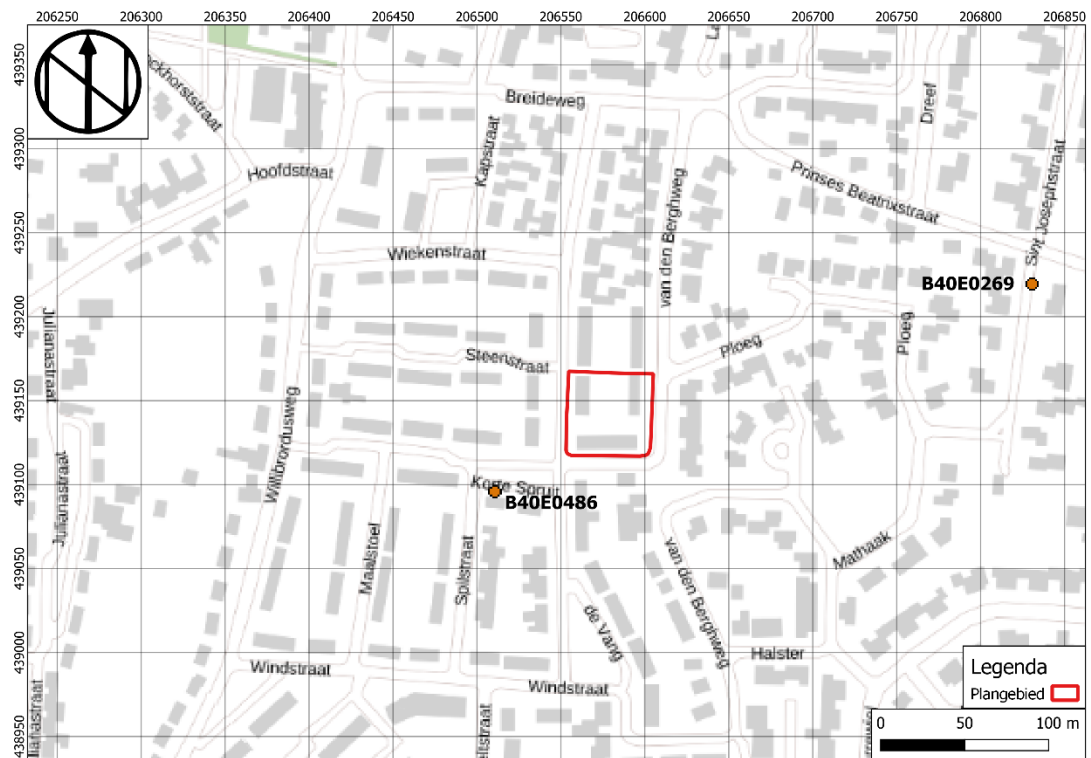 206250 206300 206350 206400 206450 206500 206550 206600 206650 206700 206750 206800 206850
439350
439300
439250
439200
439150
439100
439050
439000
438950
Breideweg
Kapstraat
Dreef
Hoofdstraat
Prinses Beatrixstraat
Sint Josephstraat
Wiekenstraat
van den Berghweg
B40E0269
Julianastraat
Steenstraat
Ploeg
Ploeg
Willibrordusweg
Korte Spruit
B40E0486
Julianastraat
Maalstoel
Spilstraat
Mathaak
van den Berghweg
de Vang
Halster
Windstraat
Windstraat
Legenda
Plangebied
0 50 100 m